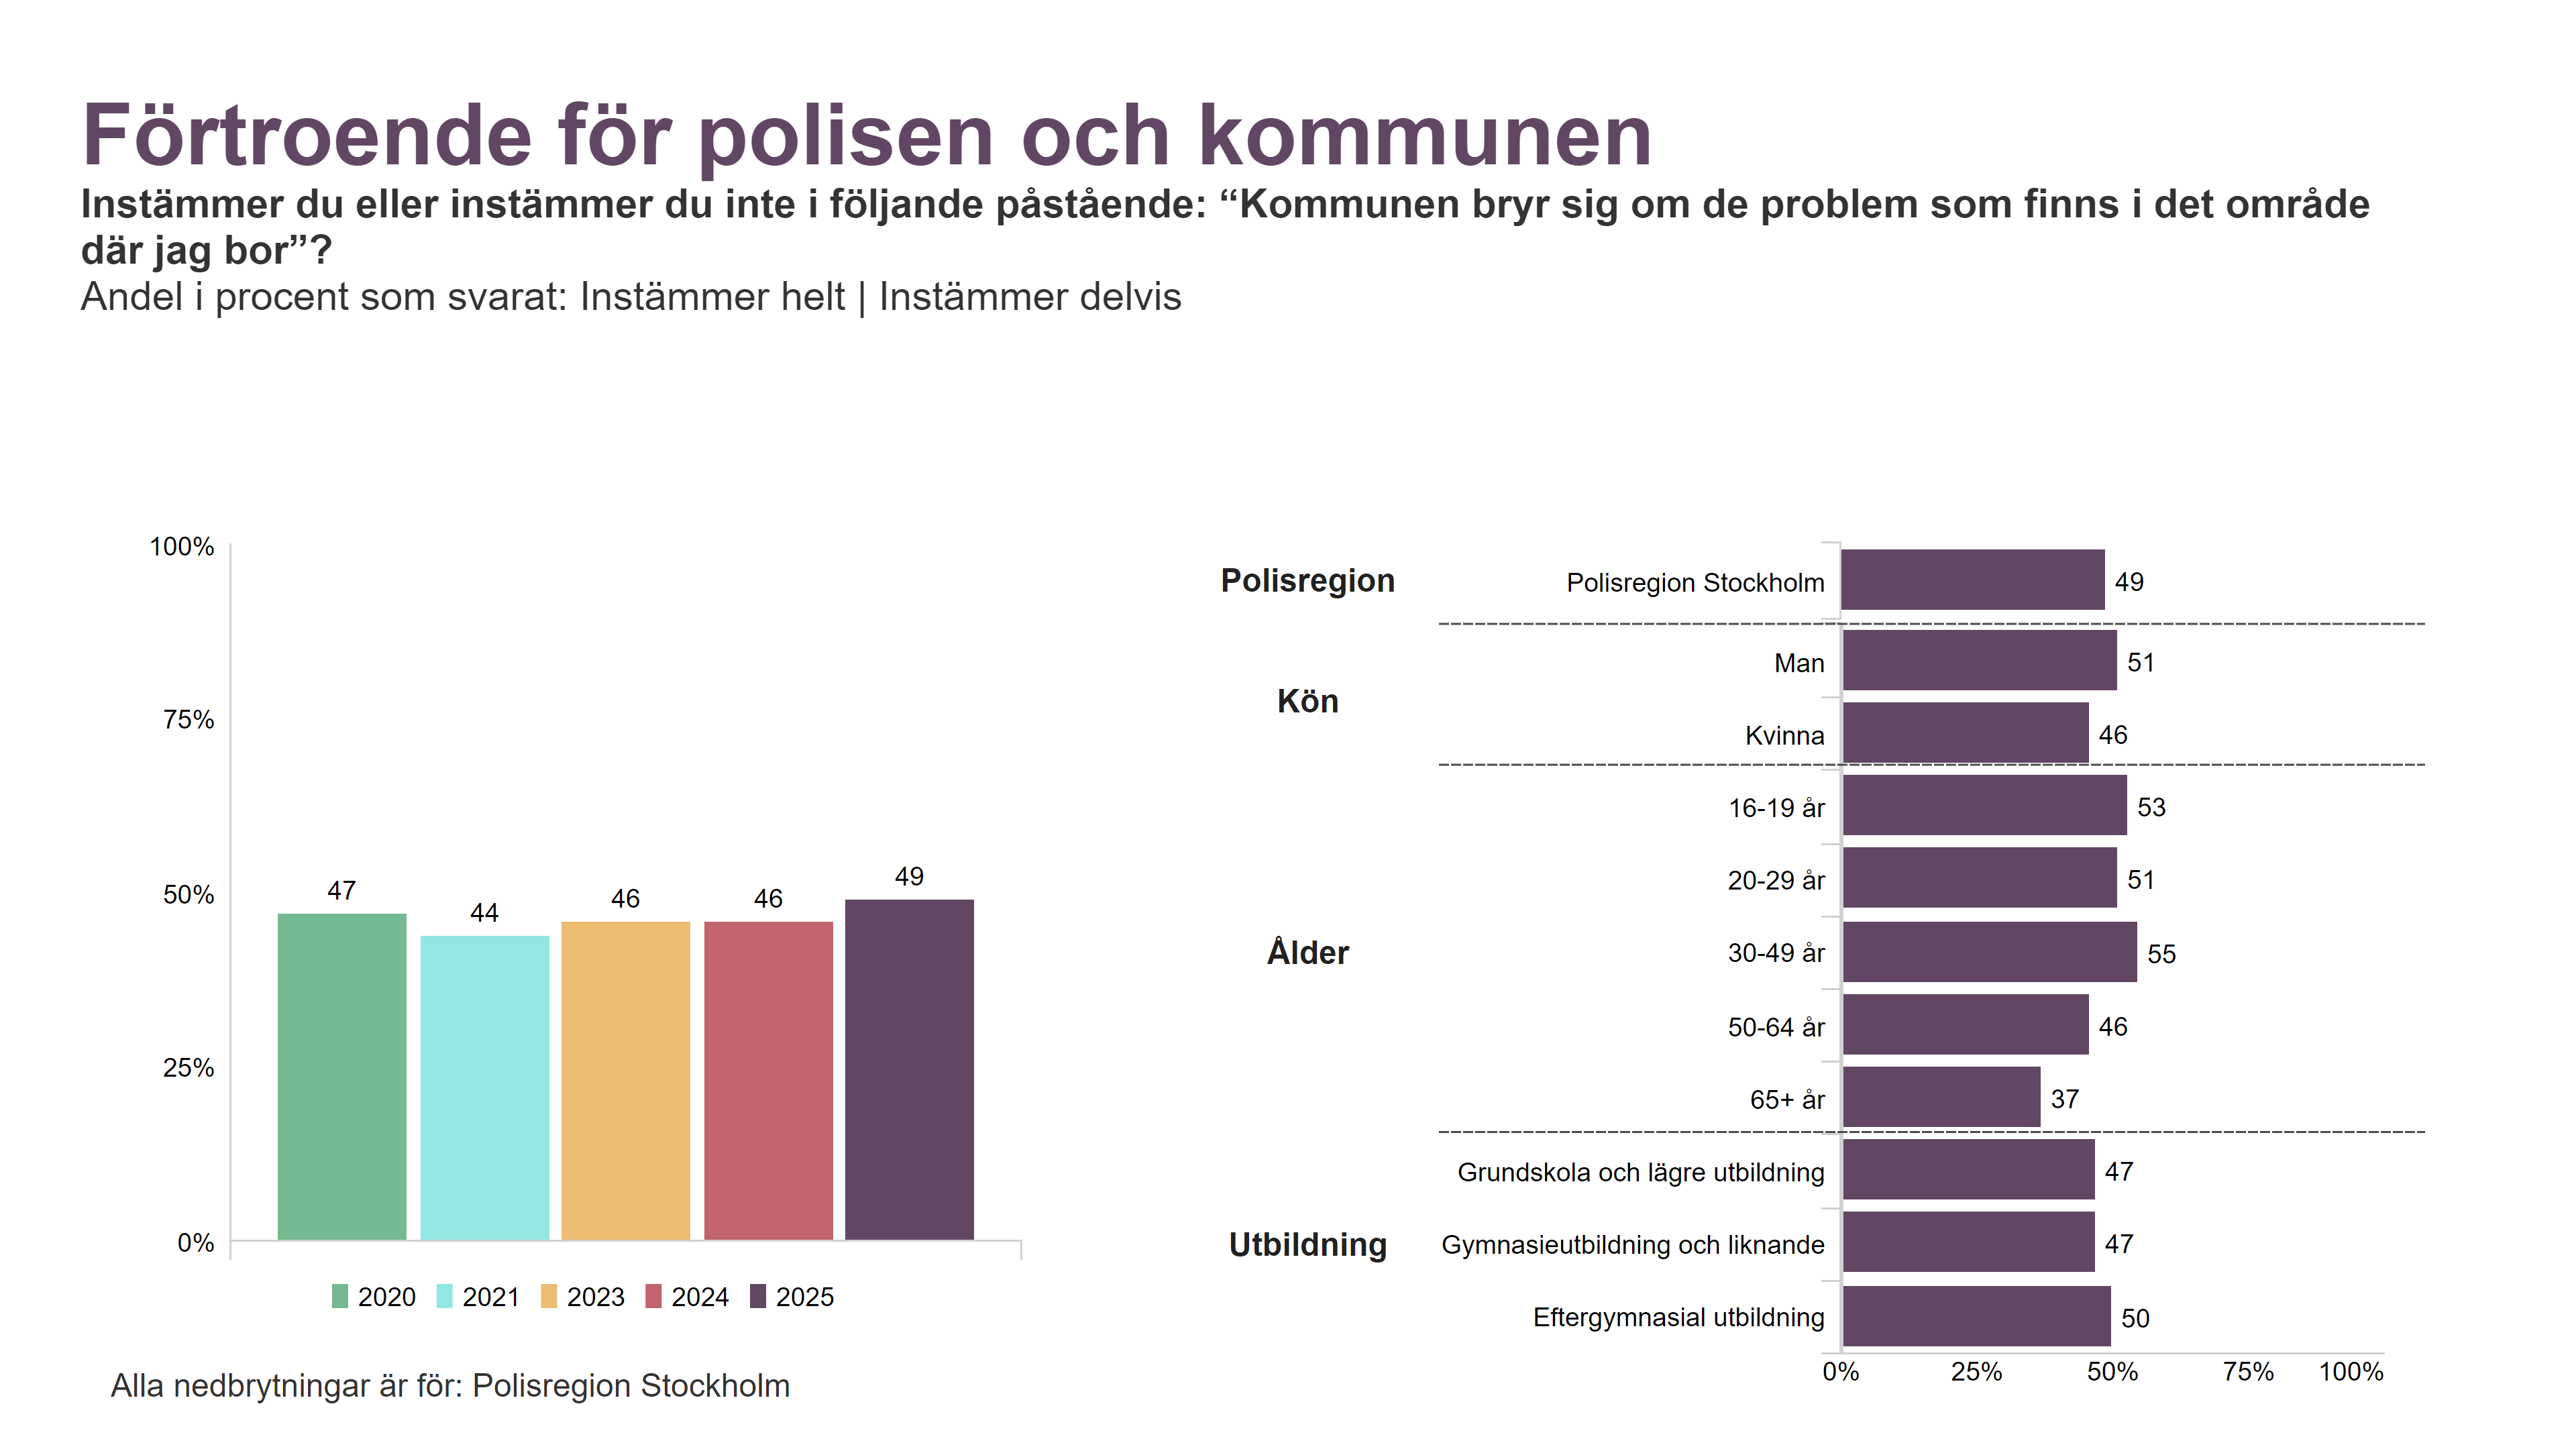 Förtroende för polisen och kommunen
Instämmer du eller instämmer du inte i följande påstående: “Kommunen bryr sig om de problem som finns i det område
där jag bor”?
Andel i procent som svarat: Instämmer helt | Instämmer delvis
100%
75%
50%
25%
0%
47
44
46
46
49
2020
2021
2023
2024
2025
Alla nedbrytningar är för: Polisregion Stockholm
Polisregion
Polisregion Stockholm
49
Kön
Man
51
Kvinna
46
Ålder
16-19 år
53
20-29 år
51
30-49 år
55
50-64 år
46
65+ år
37
Utbildning
Grundskola och lägre utbildning
47
Gymnasieutbildning och liknande
47
Eftergymnasial utbildning
50
0%
25%
50%
75%
100%